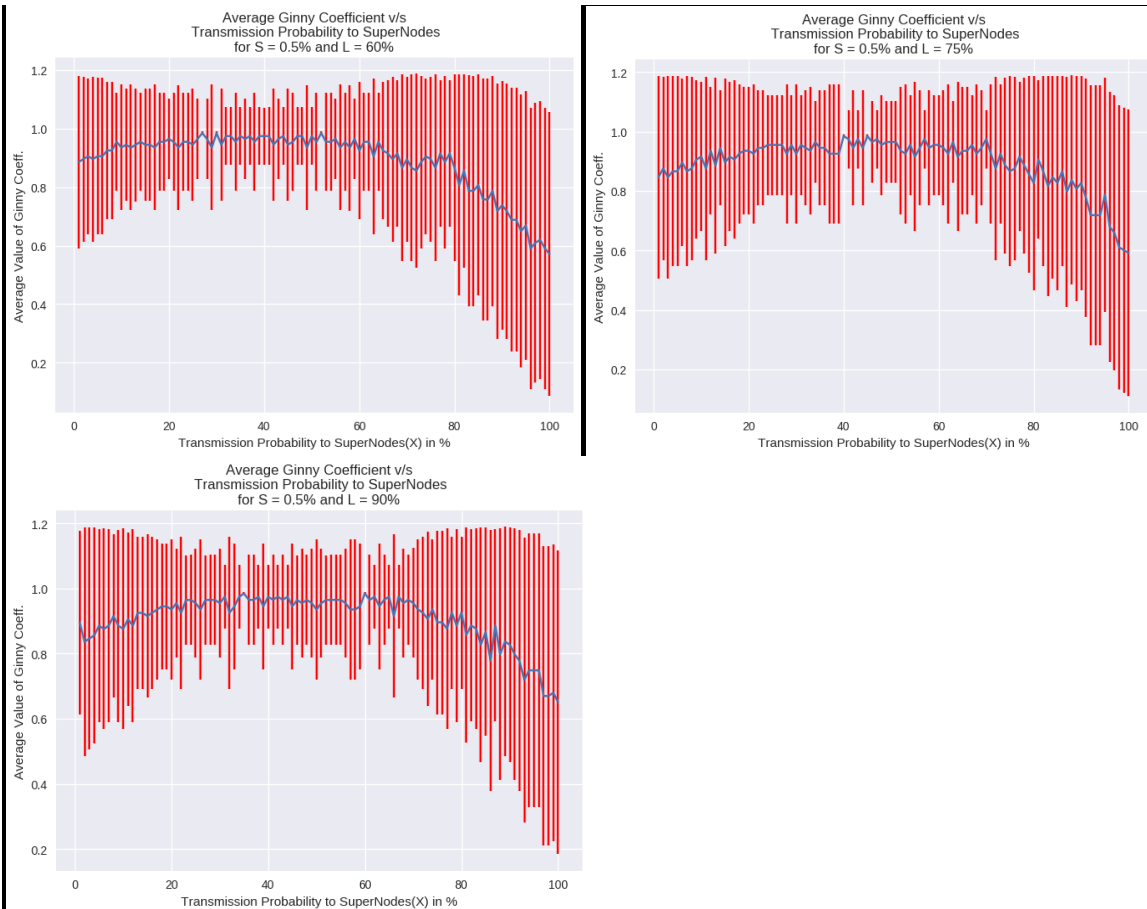 Average Ginny Coefficient v/s
Transmission Probability to SuperNodes
for S = 0.5% and L = 60%
1.2
1.0
0.8
0.6
0.4
0.2
Average Value of Ginny Coeff.
0 20 40 60 80 100
Transmission Probability to SuperNodes(X) in %
Average Ginny Coefficient v/s
Transmission Probability to SuperNodes
for S = 0.5% and L = 75%
1.2
1.0
0.8
0.6
0.4
0.2
Average Value of Ginny Coeff.
0 20 40 60 80 100
Transmission Probability to SuperNodes(X) in %
Average Ginny Coefficient v/s
Transmission Probability to SuperNodes
for S = 0.5% and L = 90%
1.2
1.0
0.8
0.6
0.4
0.2
Average Value of Ginny Coeff.
0 20 40 60 80 100
Transmission Probability to SuperNodes(X) in %